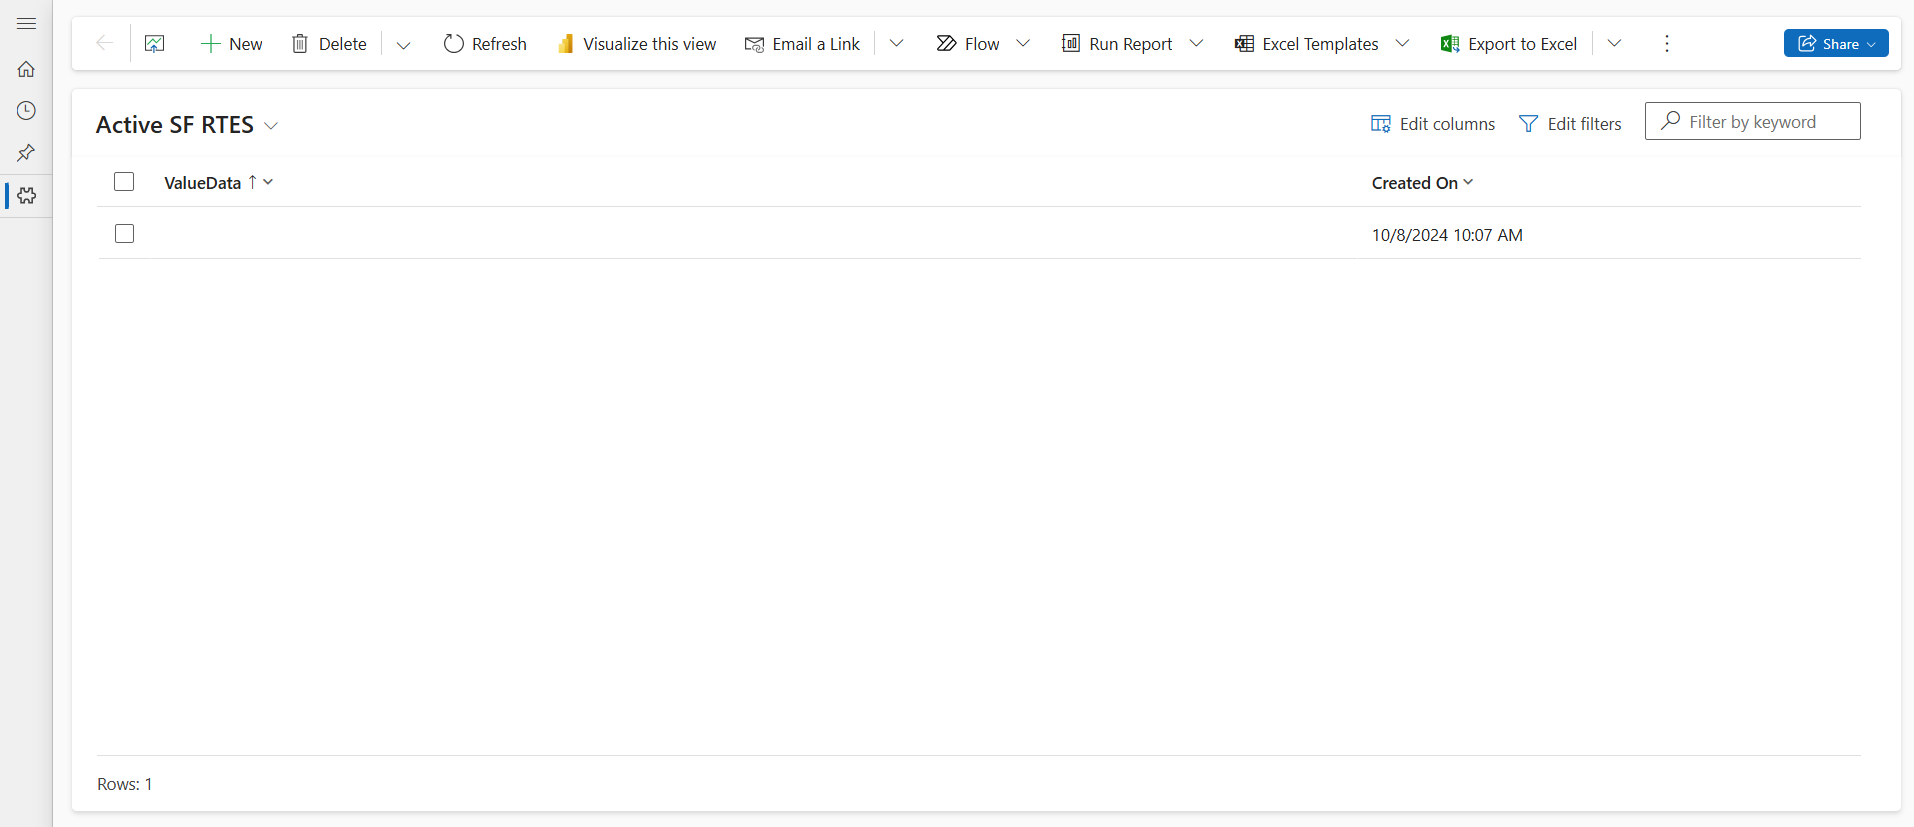 New Delete Refresh Visualize this view Email a Link Flow Run Report Excel Templates Export to Excel Share
Active SF RTES
Edit columns Edit filters Filter by keyword
ValueData Created On
10/8/2024 10:07 AM
Rows: 1